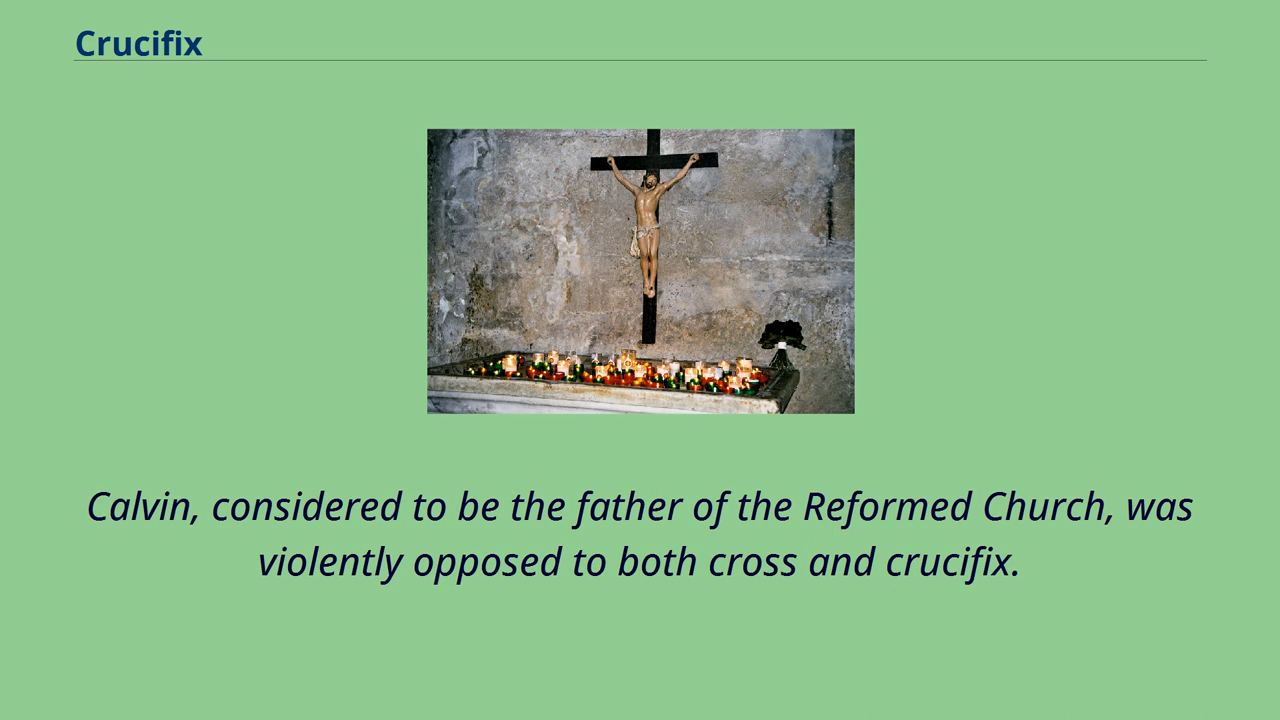 Crucifix
Calvin, considered to be the father of the Reformed Church, was
violently opposed to both cross and crucifix.